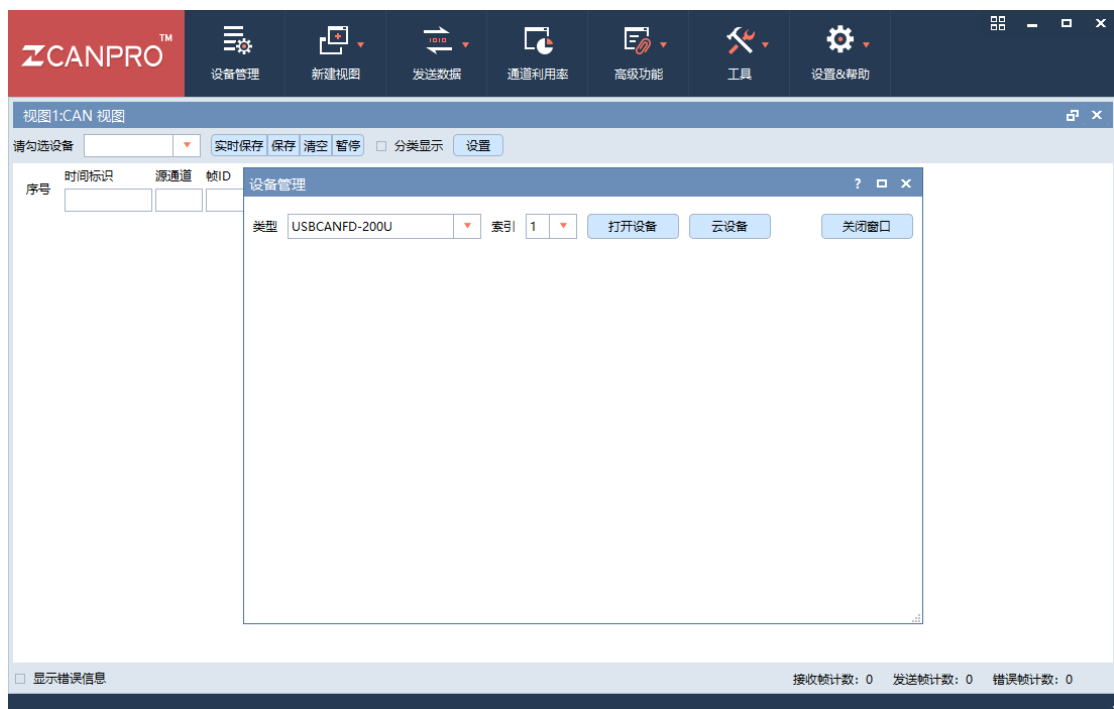 ZCANPRO™
设备管理 新建视图 发送数据 通道利用率 高级功能 工具 设置&帮助
视图1:CAN 视图
请勾选设备 实时保存 保存 清空 暂停 分类显示 设置
序号 时间标识 源通道 帧ID
设备管理
类型 USBCANFD-200U 索引 1 打开设备 云设备 关闭窗口
显示错误信息 接收帧计数: 0 发送帧计数: 0 错误帧计数: 0